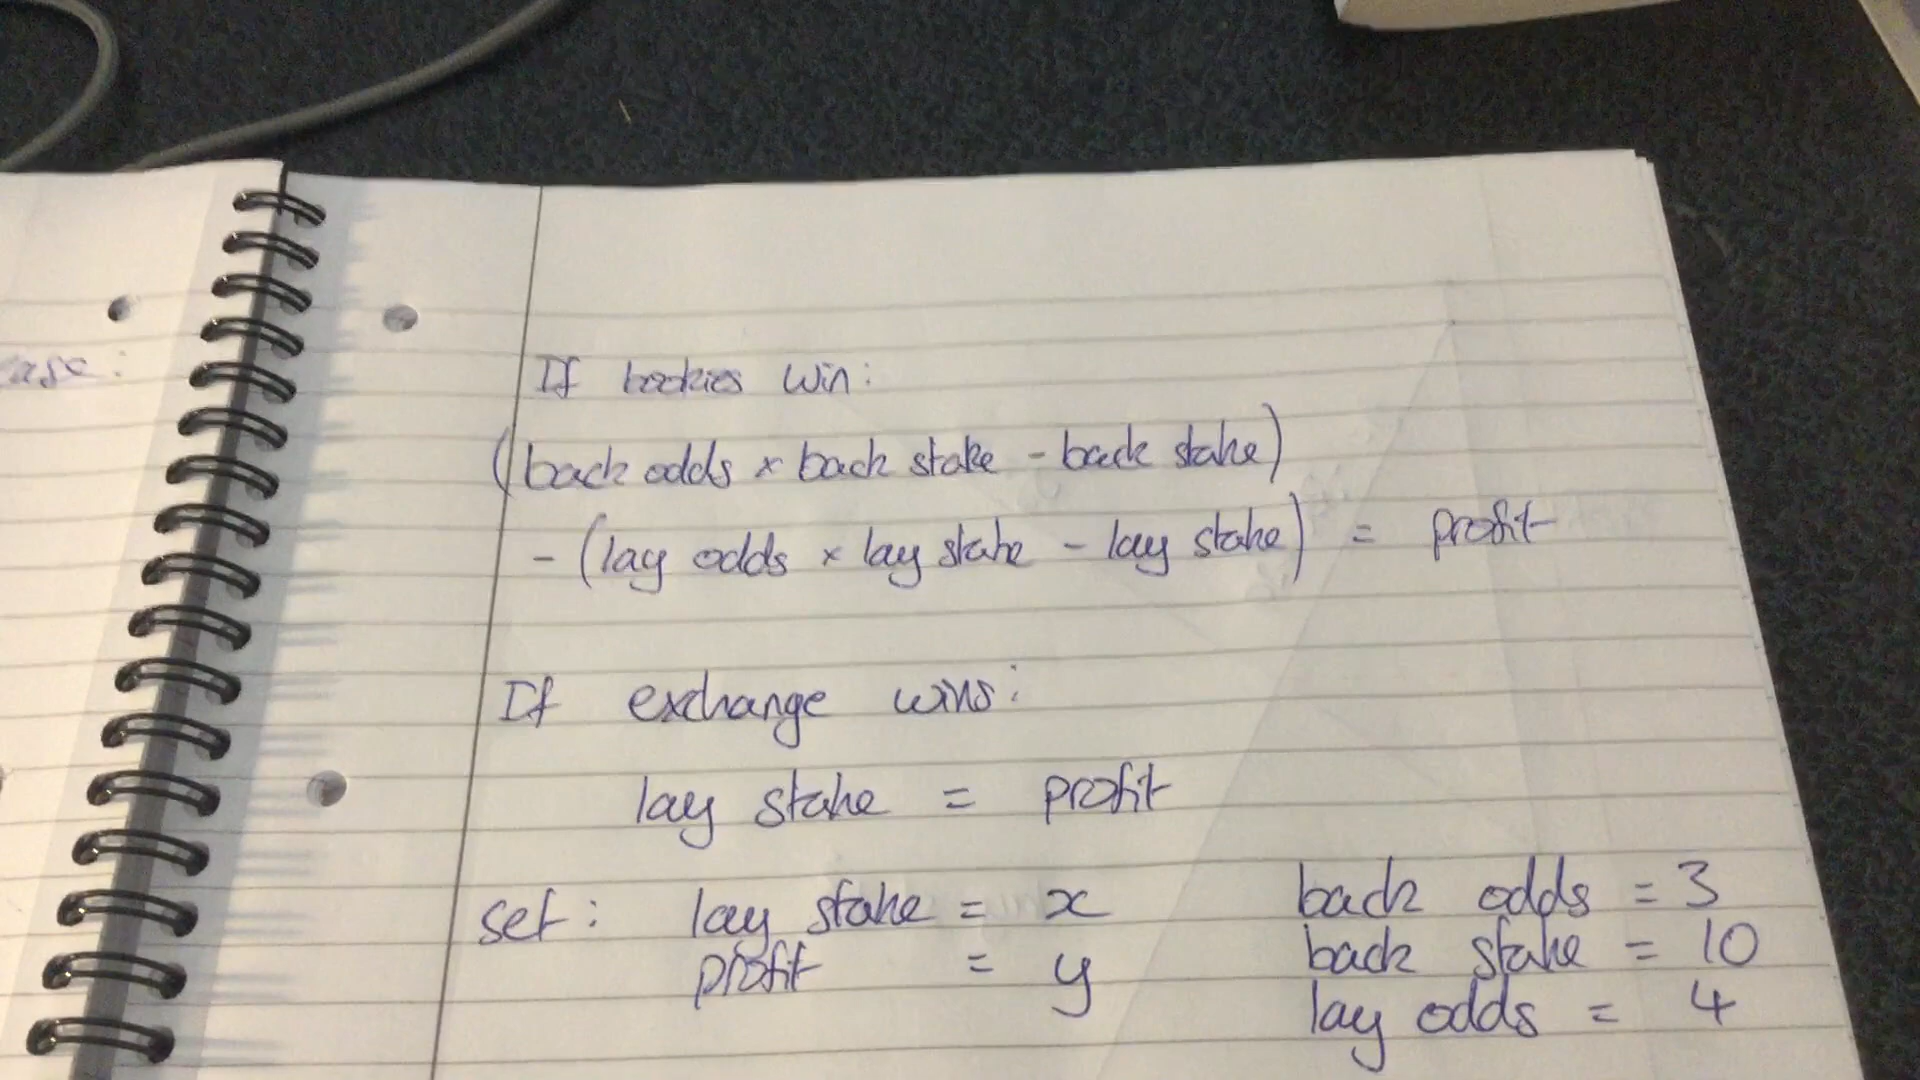 If bookies win:
(back odds x back stake - back stake)
- (lay odds x lay stake - lay stake) = profit
If exchange wins:
lay stake = profit
set: lay stake = x
profit = y
back odds = 3
back stake = 10
lay odds = 4